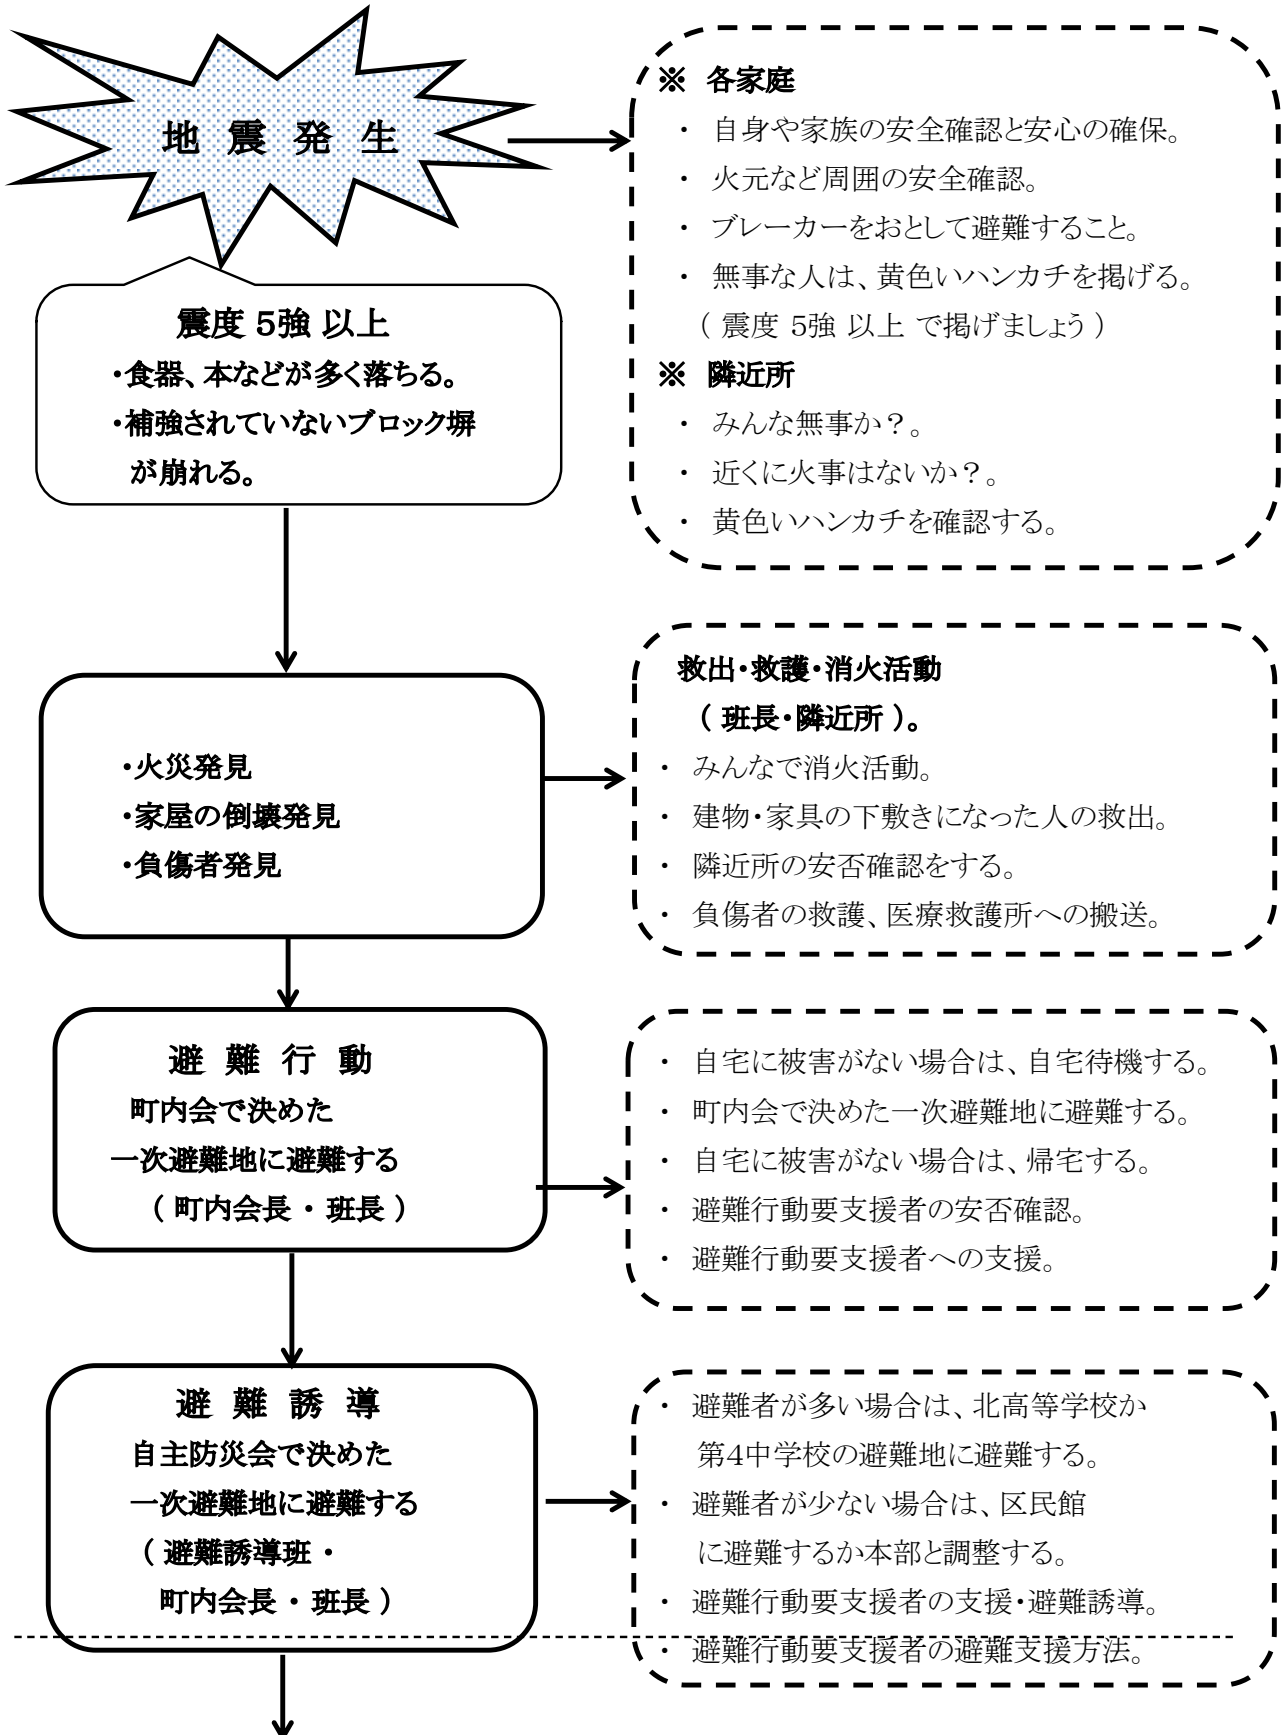 地 震 発 生
※ 各家庭
・ 自身や家族の安全確認と安心の確保。
・ 火元など周囲の安全確認。
・ ブレーカーをおとして避難すること。
・ 無事な人は、黄色いハンカチを掲げる。
（ 震度 5強 以上 で掲げましょう ）
※ 隣近所
・ みんな無事か？。
・ 近くに火事はないか？。
・ 黄色いハンカチを確認する。
震度 5強 以上
・食器、本などが多く落ちる。
・補強されていないブロック塀
が崩れる。
・火災発見
・家屋の倒壊発見
・負傷者発見
救出・救護・消火活動
（ 班長・隣近所 ）。
・ みんなで消火活動。
・ 建物・家具の下敷きになった人の救出。
・ 隣近所の安否確認をする。
・ 負傷者の救護、医療救護所への搬送。
避 難 行 動
町内会で決めた
一次避難地に避難する
（ 町内会長 ・ 班長 ）
・ 自宅に被害がない場合は、自宅待機する。
・ 町内会で決めた一次避難地に避難する。
・ 自宅に被害がない場合は、帰宅する。
・ 避難行動要支援者の安否確認。
・ 避難行動要支援者への支援。
避 難 誘 導
自主防災会で決めた
一次避難地に避難する
（ 避難誘導班 ・
町内会長 ・ 班長 ）
・ 避難者が多い場合は、北高等学校か
第4中学校の避難地に避難する。
・ 避難者が少ない場合は、区民館
に避難するか本部と調整する。
・ 避難行動要支援者の支援・避難誘導。
・ 避難行動要支援者の避難支援方法。